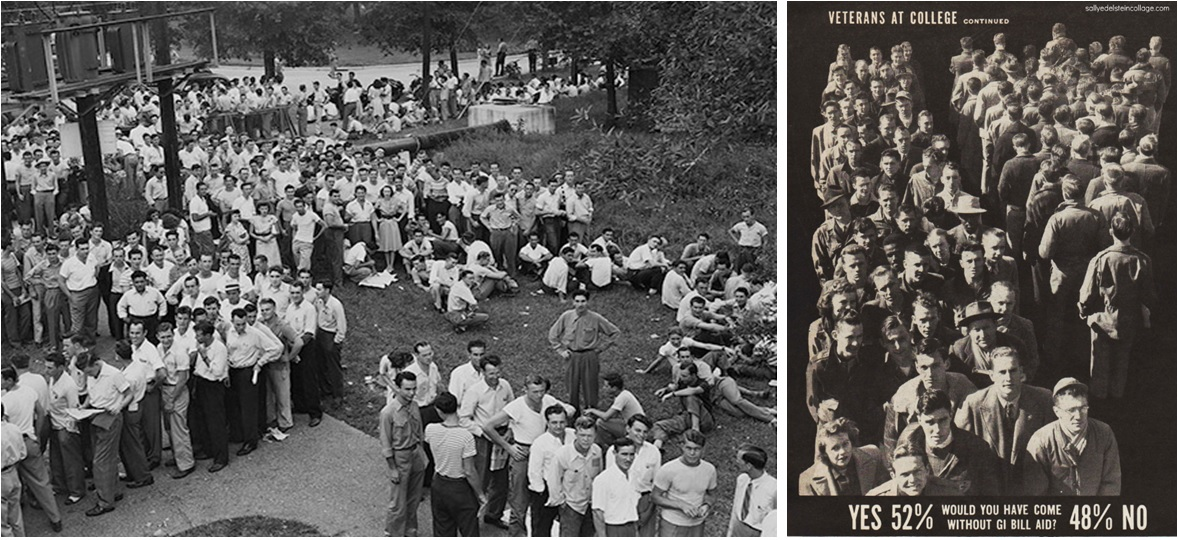 sallyedelsteincollage.com
VETERANS AT COLLEGE CONTINUED
YES 52% WOULD YOU HAVE COME WITHOUT GI BILL AID? 48% NO